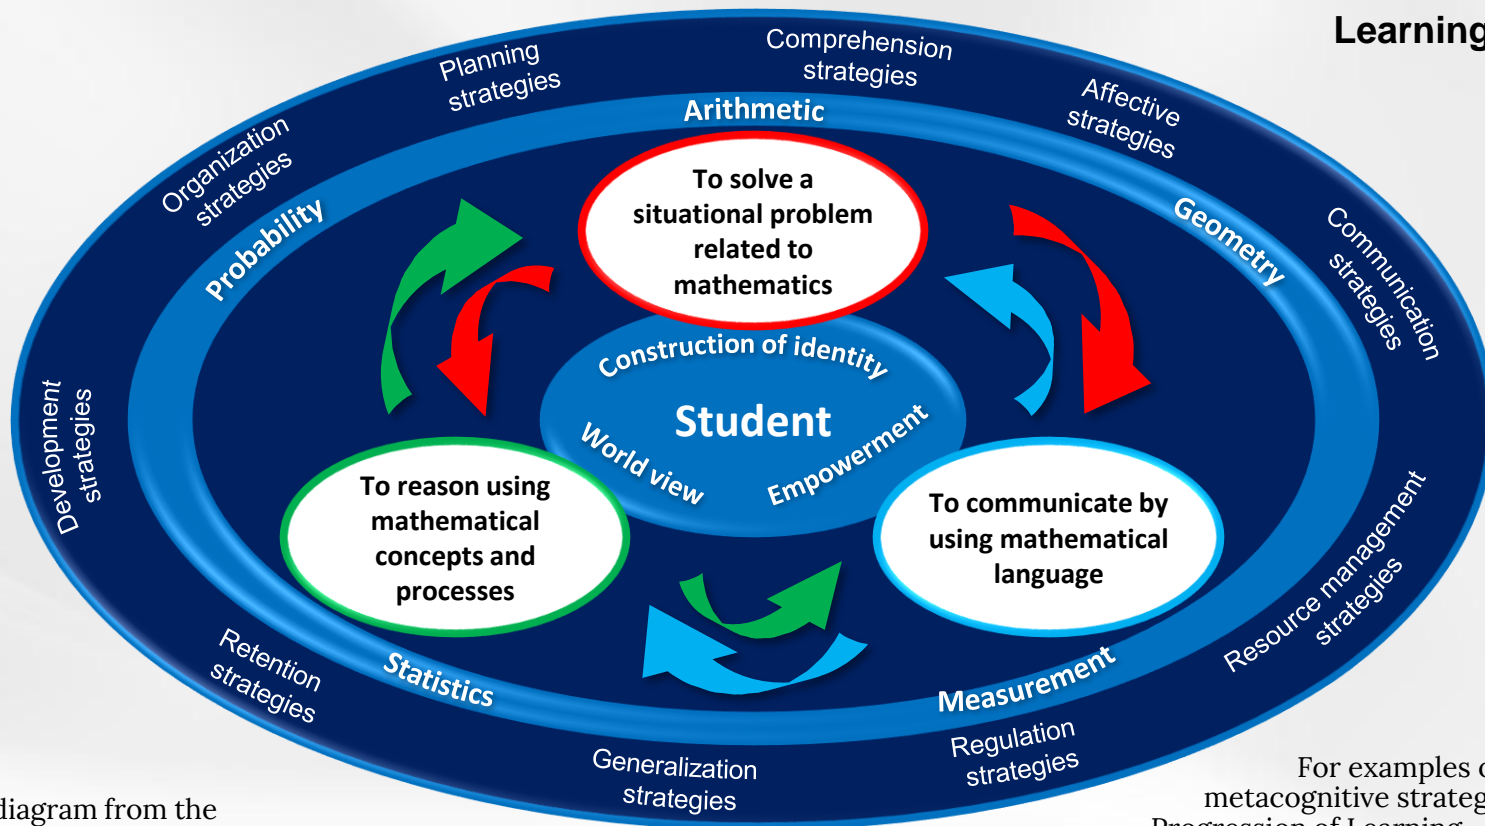 Learning
Planning
strategies
Comprehension
strategies
Affective
strategies
Organization
strategies
Communication
strategies
Development
strategies
Resource management
strategies
Retention
strategies
Generalization
strategies
Regulation
strategies
Arithmetic
Probability
Geometry
Statistics
Measurement
To solve a
situational problem
related to
mathematics
Construction of identity
Student
World view
Empowerment
To reason using
mathematical
concepts and
processes
To communicate by
using mathematical
language
diagram from the
For examples
metacognitive
Progression of Learning